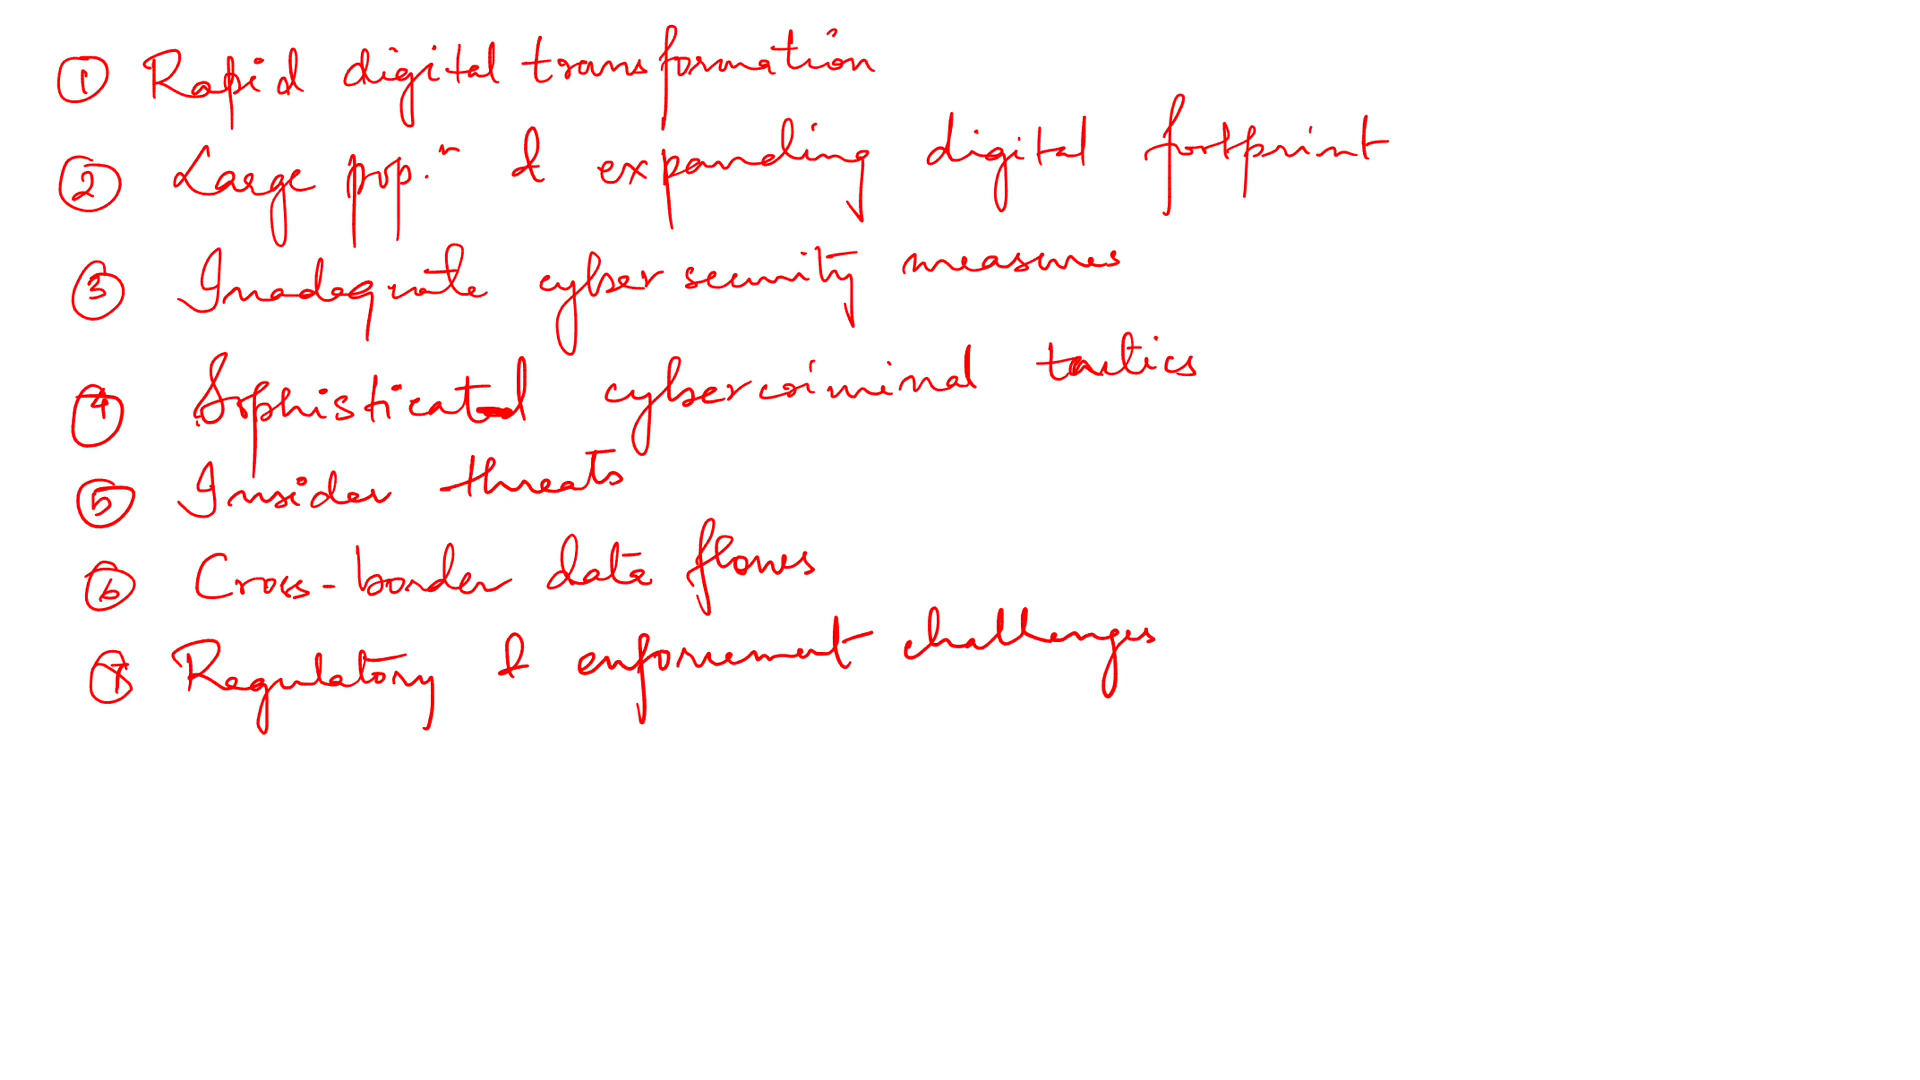 ① Rapid digital transformation
② Large pop.ⁿ & expanding digital footprint
③ Inadequate cyber security measures
④ Sophisticated cybercriminal tactics
⑤ Insider threats
⑥ Cross-border data flows
⑦ Regulatory & enforcement challenges